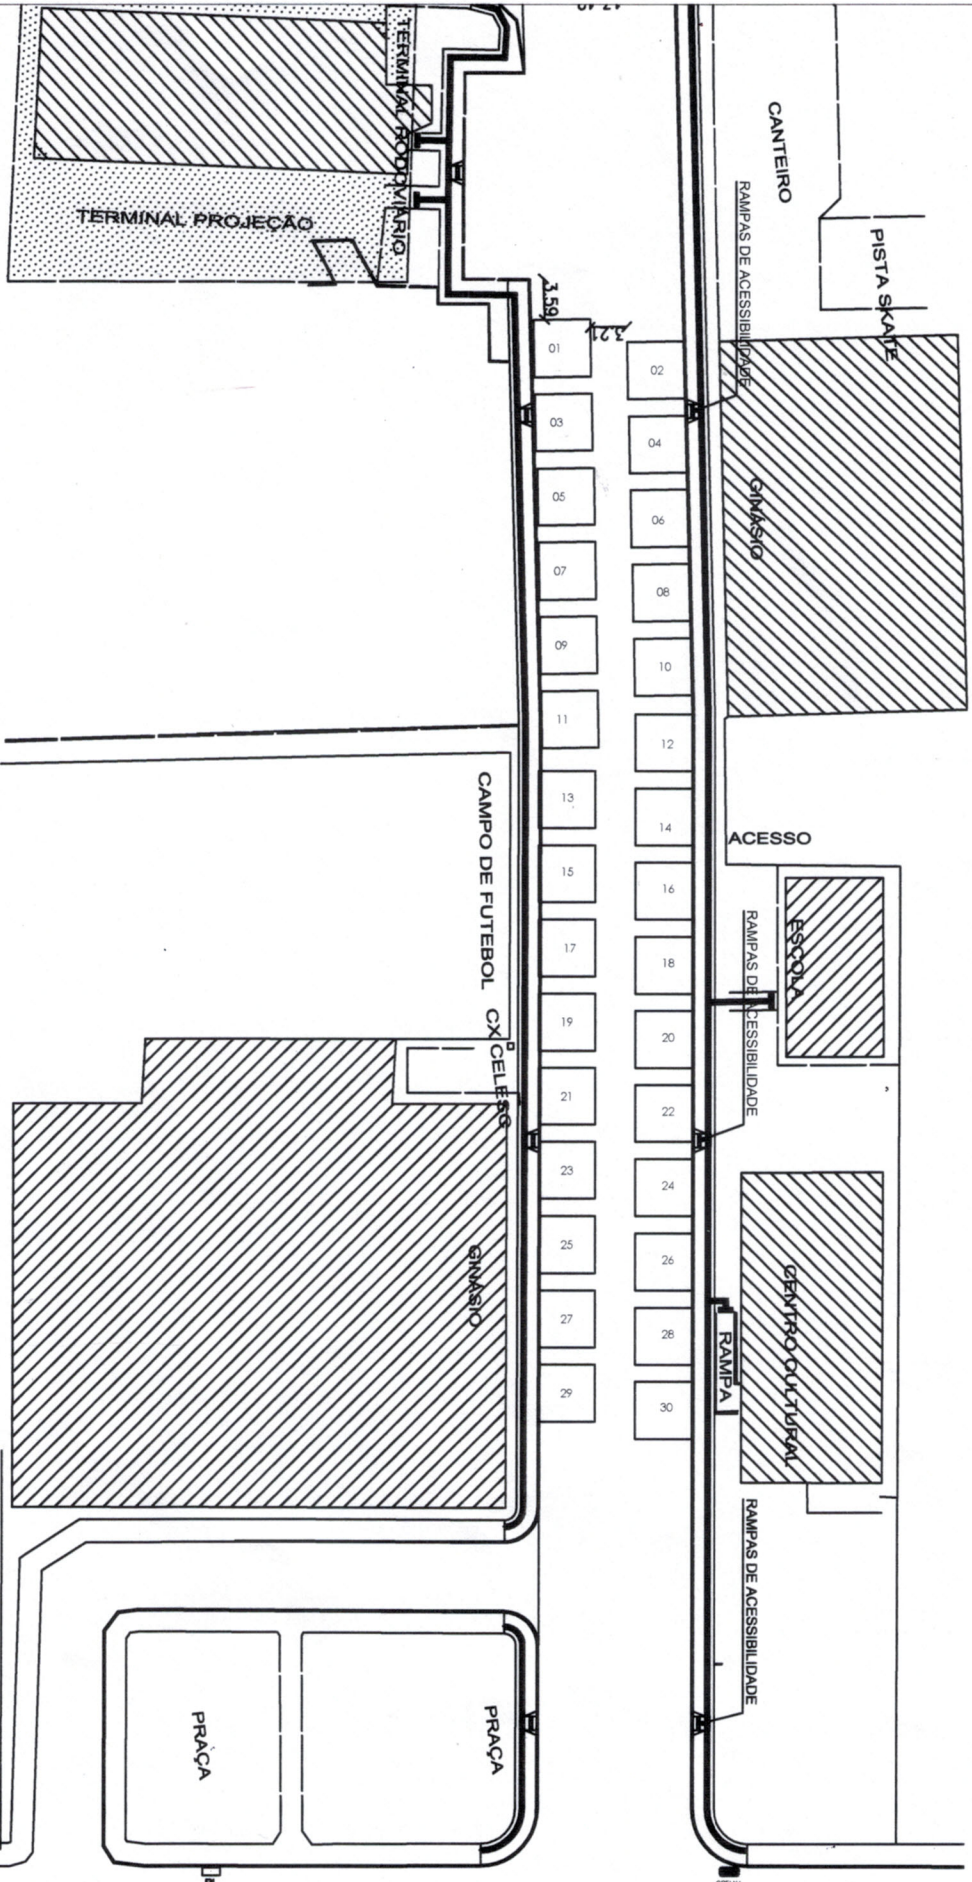 17.40
TERMINAL RODOVIÁRIO
CANTEIRO
RAMPAS DE ACESSIBILIDADE
TERMINAL PROJEÇÃO
PISTA SKATE
3.59
3.21
01
02
03
04
GINÁSIO
05
06
07
08
09
10
11
12
CAMPO DE FUTEBOL
13
14
ACESSO
15
16
ESCOLA
RAMPAS DE ACESSIBILIDADE
17
18
19
20
CX CELESC
21
22
23
24
25
26
GINÁSIO
CENTRO CULTURAL
27
28
RAMPA
29
30
RAMPAS DE ACESSIBILIDADE
PRAÇA
PRAÇA